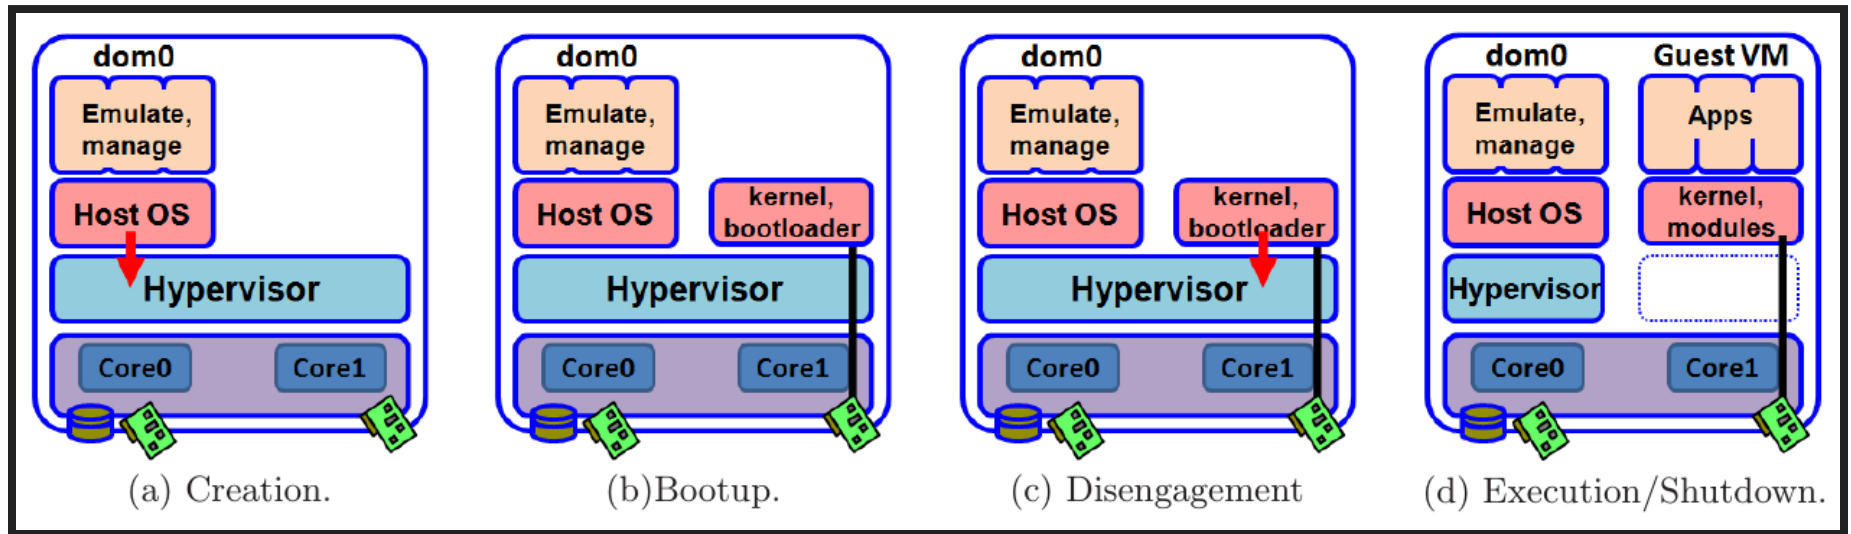 dom0
Emulate,
manage
Host OS
Hypervisor
Core0
Core1
(a) Creation.
dom0
Emulate,
manage
Host OS
kernel,
bootloader
Hypervisor
Core0
Core1
(b)Bootup.
dom0
Emulate,
manage
Host OS
kernel,
bootloader
Hypervisor
Core0
Core1
(c) Disengagement
dom0
Guest VM
Emulate,
manage
Apps
Host OS
kernel,
modules
Hypervisor
Core0
Core1
(d) Execution/Shutdown.